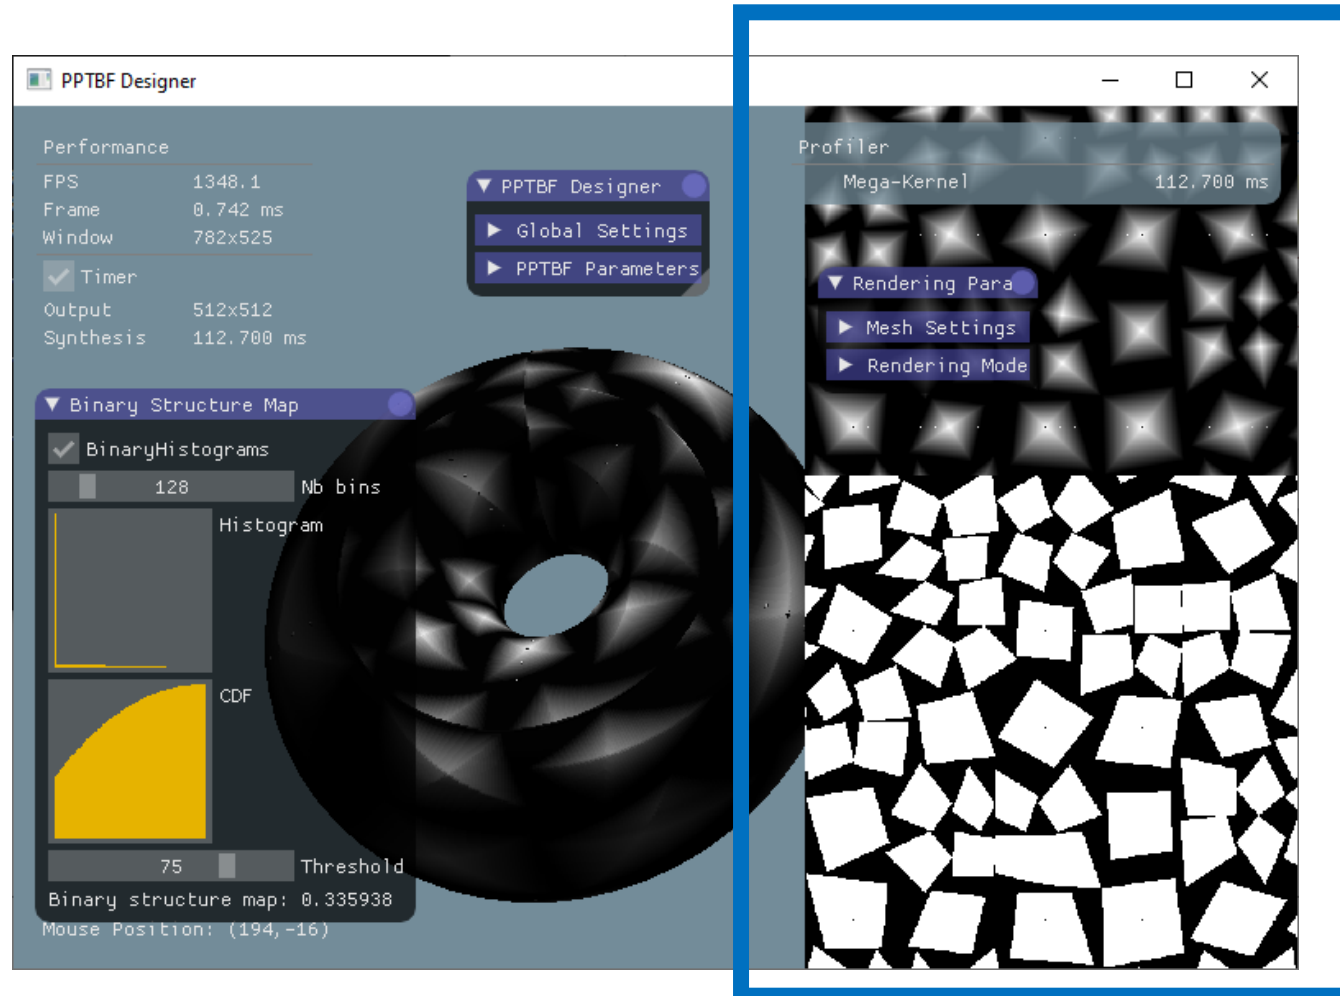 PPTBF Designer
Performance
FPS 1348.1
Frame 0.742 ms
Window 782x525
Timer
Output 512x512
Synthesis 112.700 ms
PPTBF Designer
Global Settings
PPTBF Parameters
Profiler
Mega-Kernel 112.700 ms
Rendering Para
Mesh Settings
Rendering Mode
Binary Structure Map
BinaryHistograms
128 Nb bins
Histogram
CDF
75 Threshold
Binary structure map: 0.335938
Mouse Position: (194,-16)